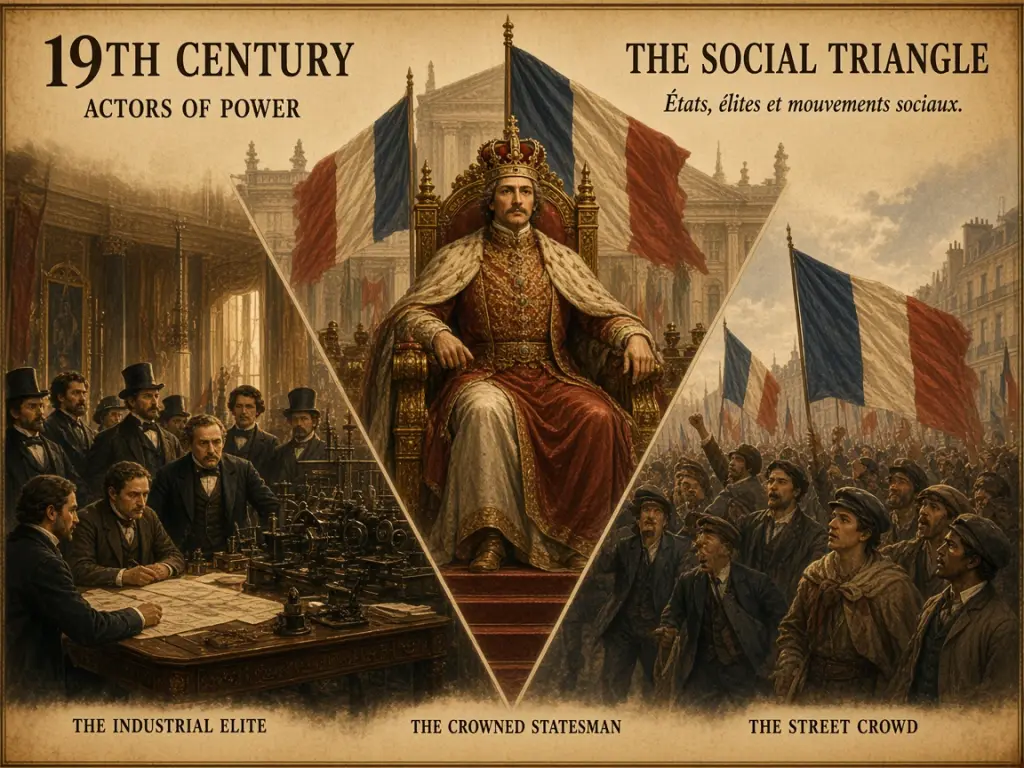 19TH CENTURY
ACTORS OF POWER
THE SOCIAL TRIANGLE
États, élites et mouvements sociaux.
THE INDUSTRIAL ELITE
THE CROWNED STATESMAN
THE STREET CROWD